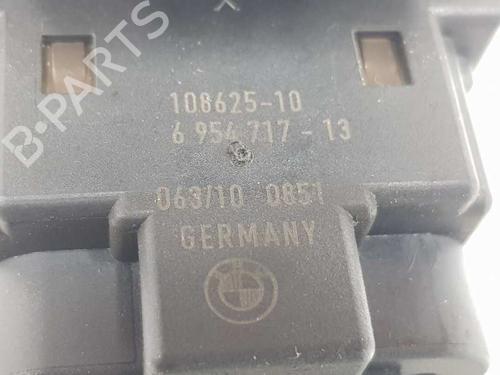 108625-10
6 954 717 - 13
063/10 0851
GERMANY
B-PARTS